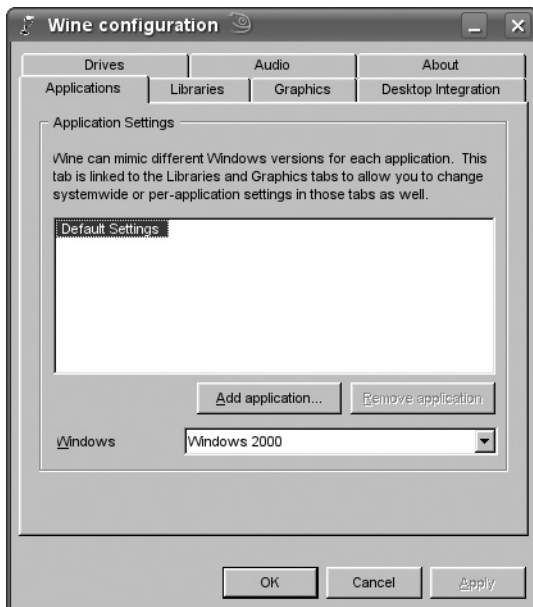 Wine configuration
Drives Audio About
Applications Libraries Graphics Desktop Integration
Application Settings
Wine can mimic different Windows versions for each application. This
tab is linked to the Libraries and Graphics tabs to allow you to change
systemwide or per-application settings in those tabs as well.
Default Settings
Add application... Remove application
Windows Windows 2000
OK Cancel Apply